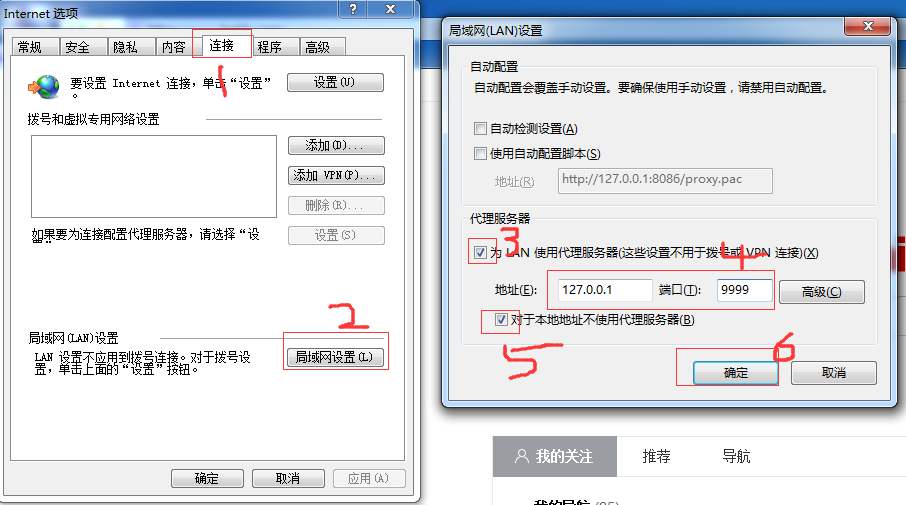 Internet 选项
?
常规
安全
隐私
内容
连接
程序
高级
1
要设置 Internet 连接，单击“设置”
。
设置(U)
拨号和虚拟专用网络设置
添加(D)...
添加 VPN(P)...
删除(R)...
如果要为连接配置代理服务器，请选择“设
设置(S)
2
局域网(LAN)设置
LAN 设置不应用到拨号连接。对于拨号设
置，单击上面的“设置”按钮。
局域网设置(L)
确定
取消
应用(A)
局域网(LAN)设置
自动配置
自动配置会覆盖手动设置。要确保使用手动设置，请禁用自动配置。
自动检测设置(A)
使用自动配置脚本(S)
地址(R)
http://127.0.0.1:8086/proxy.pac
代理服务器
3
为 LAN 使用代理服务器(这些设置不用于拨号或 VPN 连接)(X)
4
地址(E):
127.0.0.1
端口(T):
9999
高级(C)
对于本地地址不使用代理服务器(B)
5
6
确定
取消
我的关注
推荐
导航